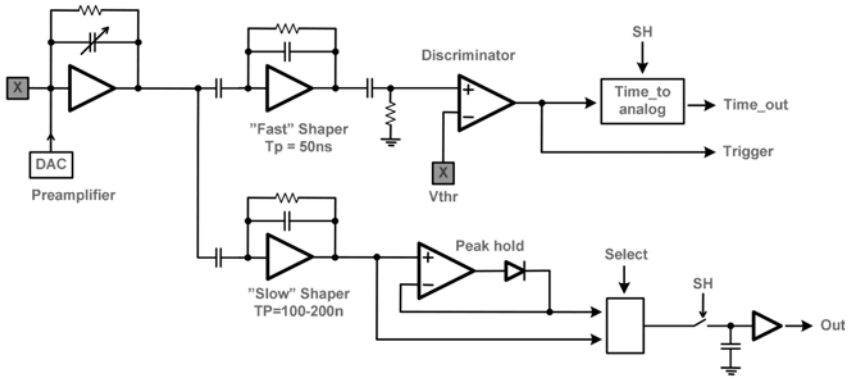 SH
Discriminator
X
Time_to
analog
Time_out
"Fast" Shaper
Tp = 50ns
DAC
X
Trigger
Preamplifier
Vthr
Peak hold
Select
SH
"Slow" Shaper
TP=100-200n
Out